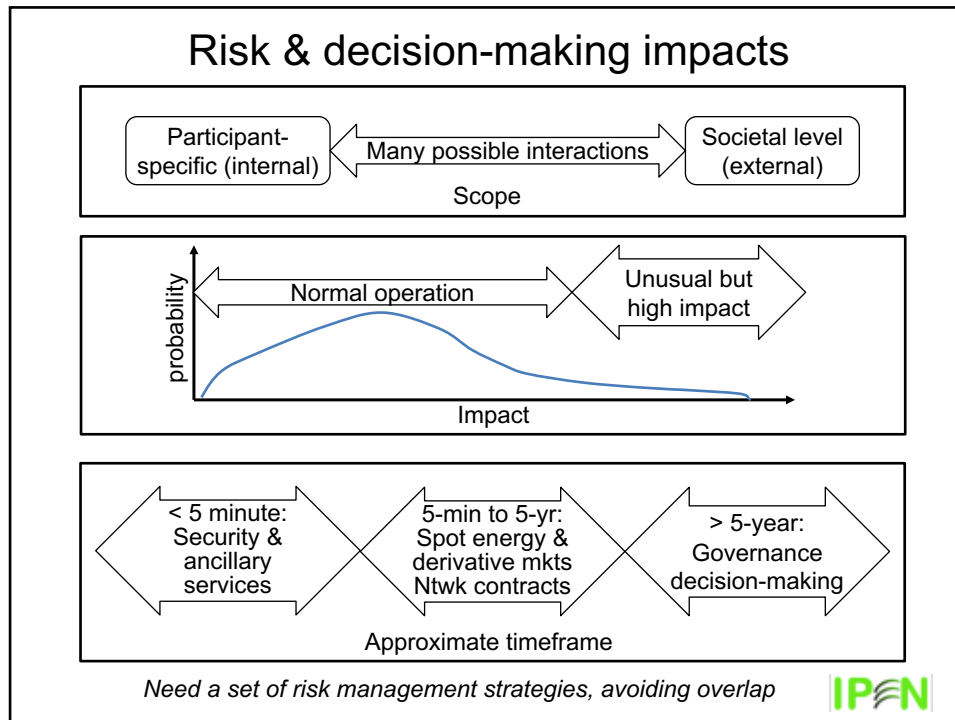 Risk & decision-making impacts
Participant-
specific (internal)
Many possible interactions
Societal level
(external)
Scope
probability
Normal operation
Unusual but
high impact
Impact
< 5 minute:
Security &
ancillary
services
5-min to 5-yr:
Spot energy &
derivative mkts
Ntwk contracts
> 5-year:
Governance
decision-making
Approximate timeframe
Need a set of risk management strategies, avoiding overlap
IPEN